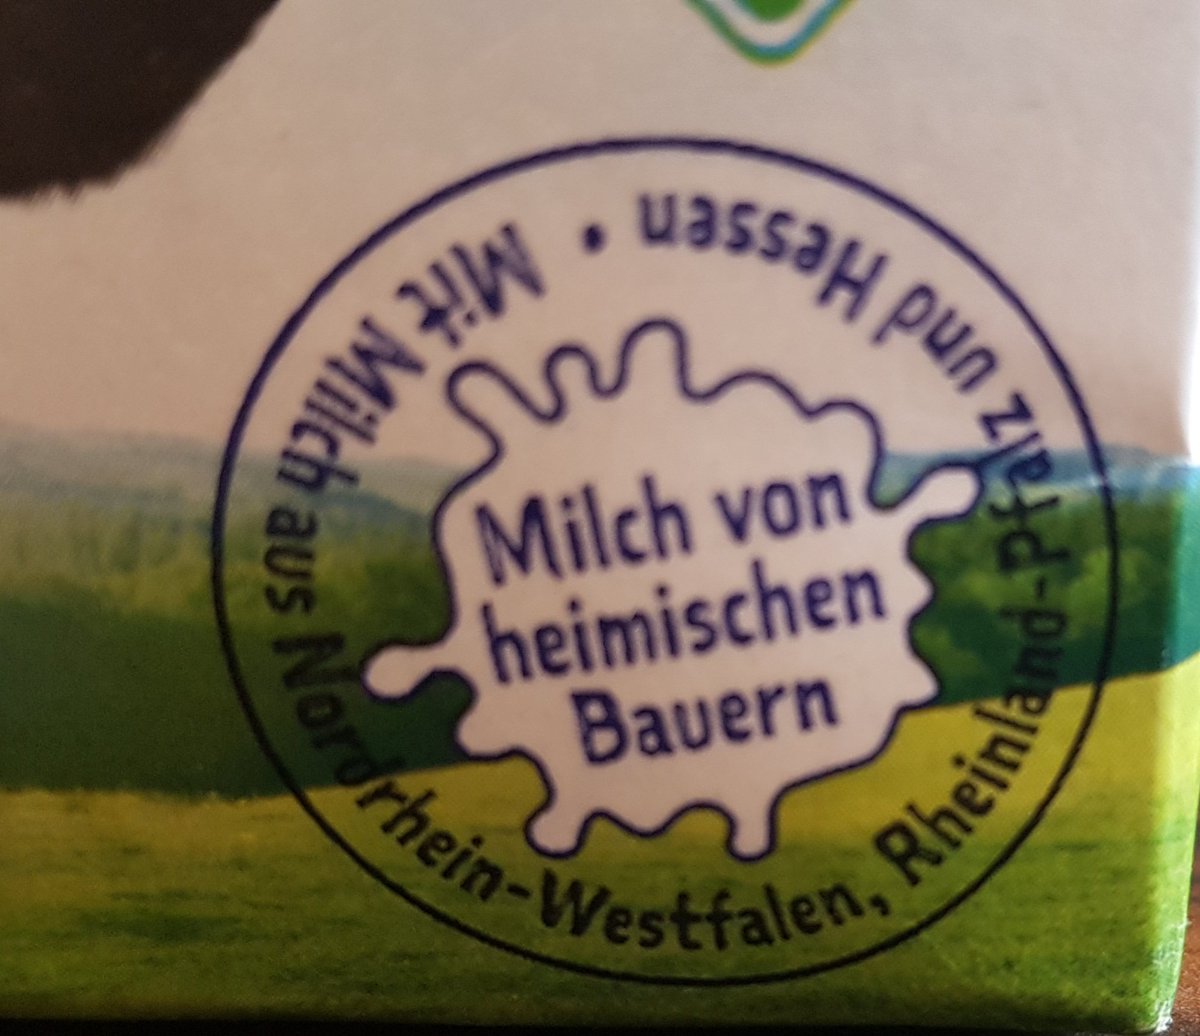 Milch von
heimischen
Bauern
Mit Milch aus Nordrhein-Westfalen, Rheinland-Pfalz und Hessen •